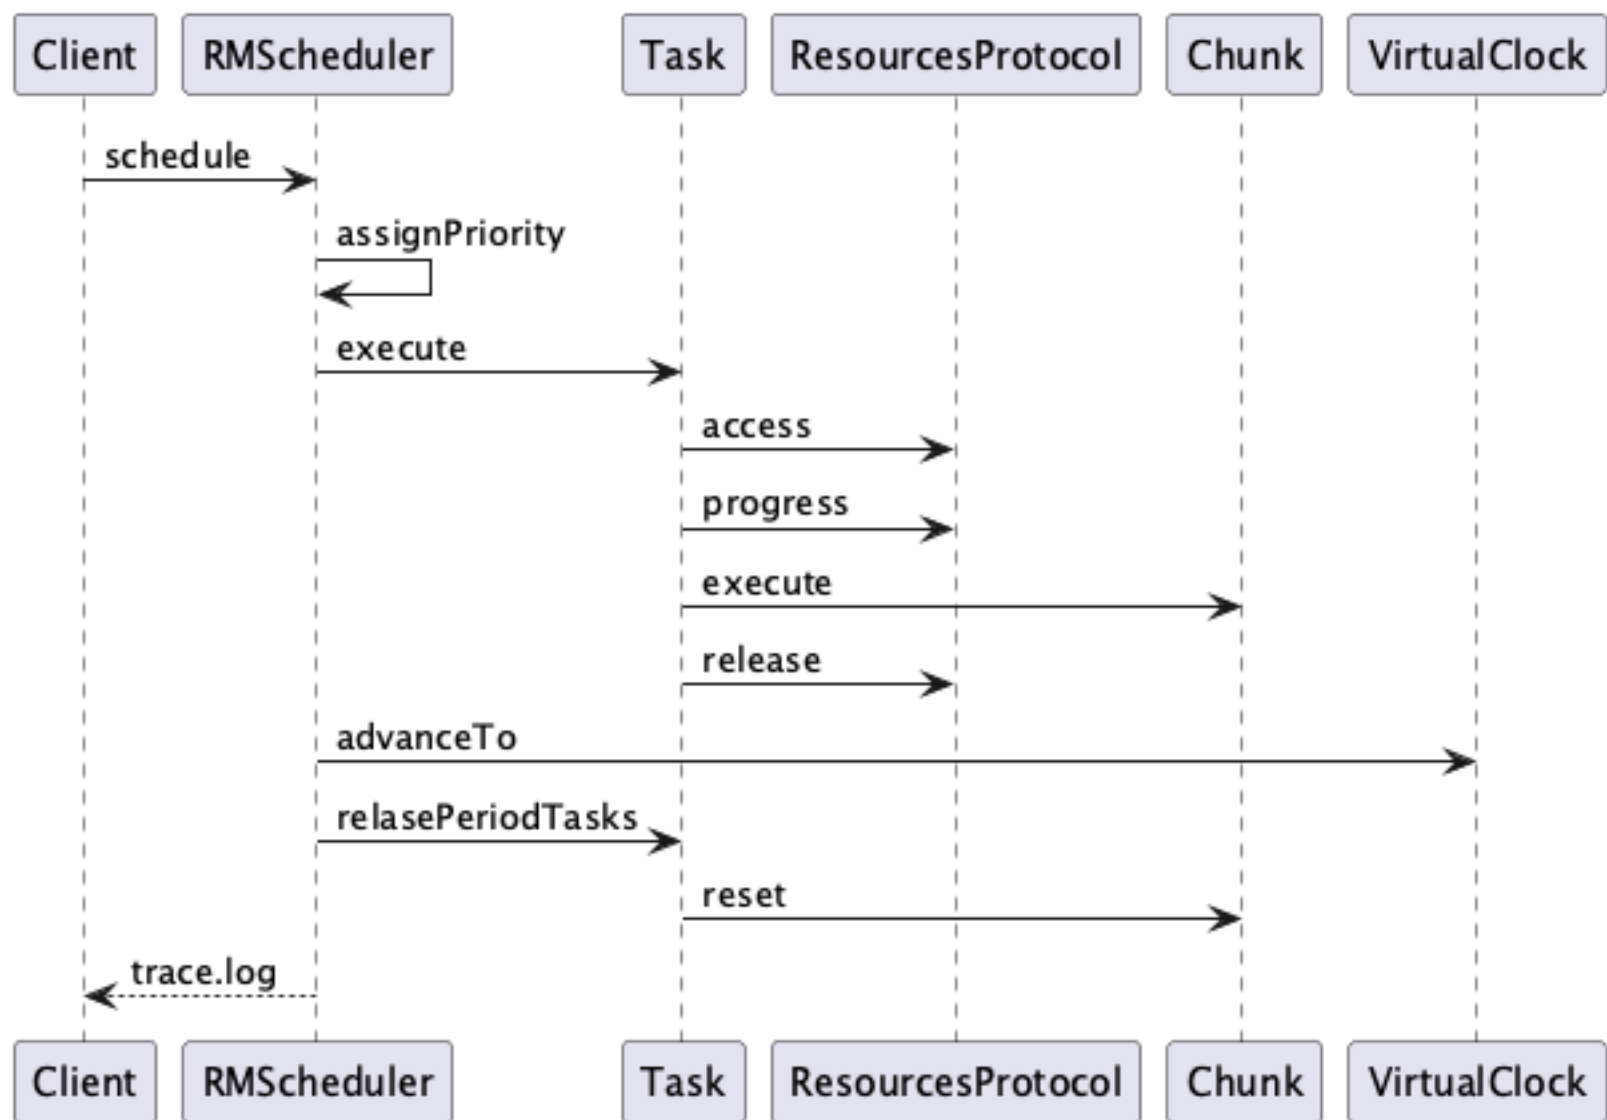 Client RMScheduler Task ResourcesProtocol Chunk VirtualClock
schedule
assignPriority
execute
access
progress
execute
release
advanceTo
relasePeriodTasks
reset
trace.log
Client RMScheduler Task ResourcesProtocol Chunk VirtualClock